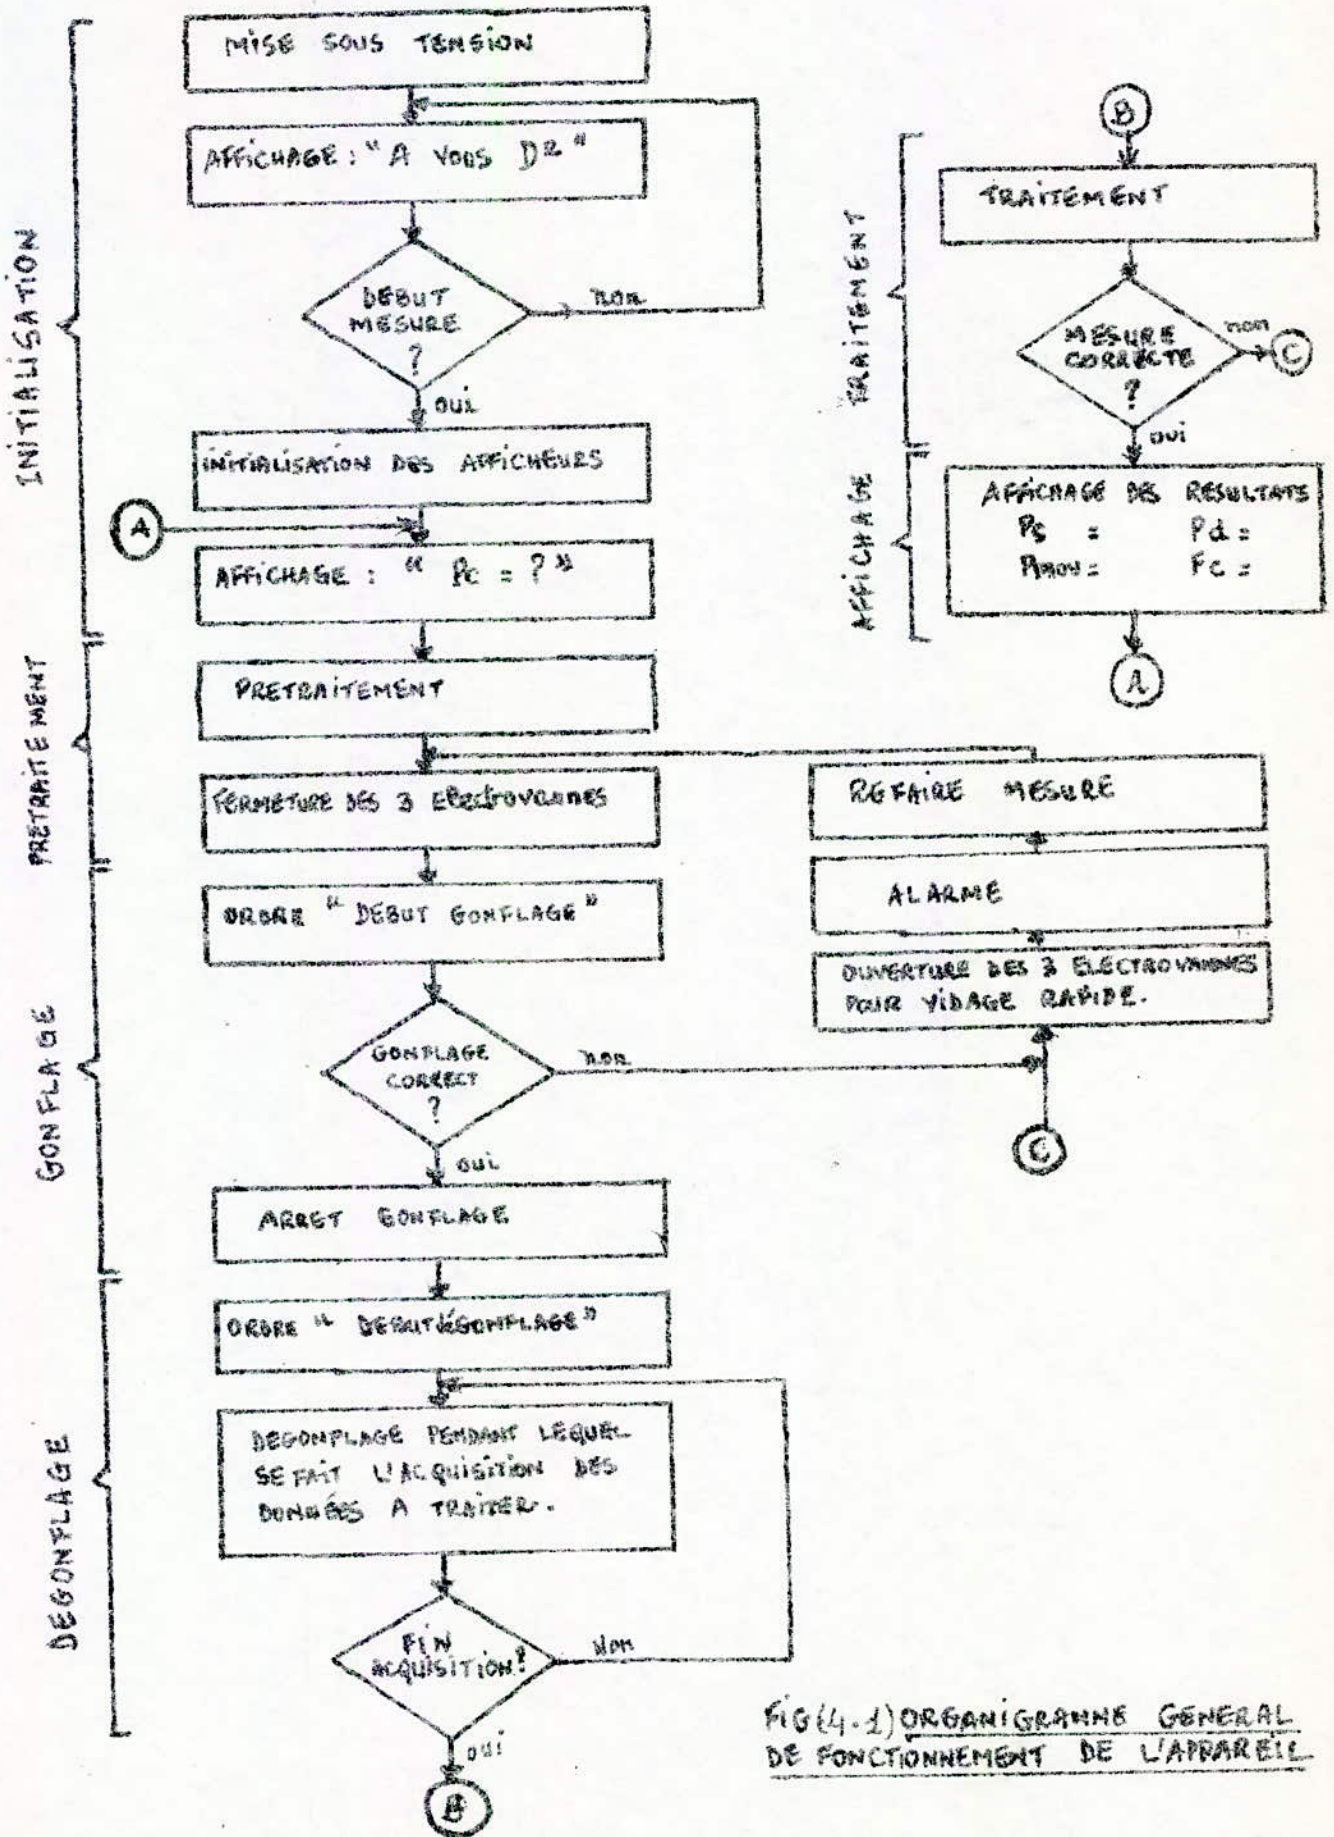 MISE SOUS TENSION
AFFICHAGE : "A VOUS DR"
DEBUT
MESURE
?
non
oui
INITIALISATION DES AFFICHEURS
A
AFFICHAGE : " Pc = ? "
INITIALISATION
PRETRAITEMENT
FERMETURE DES 3 ELECTROVANNES
PRETRAITEMENT
ORDRE " DEBUT GONFLAGE"
GONFLAGE
CORRECT
?
non
oui
ARRET GONFLAGE
GONFLAGE
ORDRE " DEBUT DÉGONFLAGE"
DEGONFLAGE PENDANT LEQUEL
SE FAIT L'ACQUISITION DES
DONNÉES A TRAITER.
FIN
ACQUISITION?
Non
oui
B
DEGONFLAGE
B
TRAITEMENT
MESURE
CORRECTE
?
non
C
oui
TRAITEMENT
AFFICHAGE DES RESULTATS
Ps = Pd =
Pmoy = Fc =
AFFICHAGE
A
REFAIRE MESURE
ALARME
OUVERTURE DES 3 ELECTROVANNES
POUR VIDAGE RAPIDE.
C
FIG(4.1) ORGANIGRAMME GENERAL
DE FONCTIONNEMENT DE L'APPAREIL